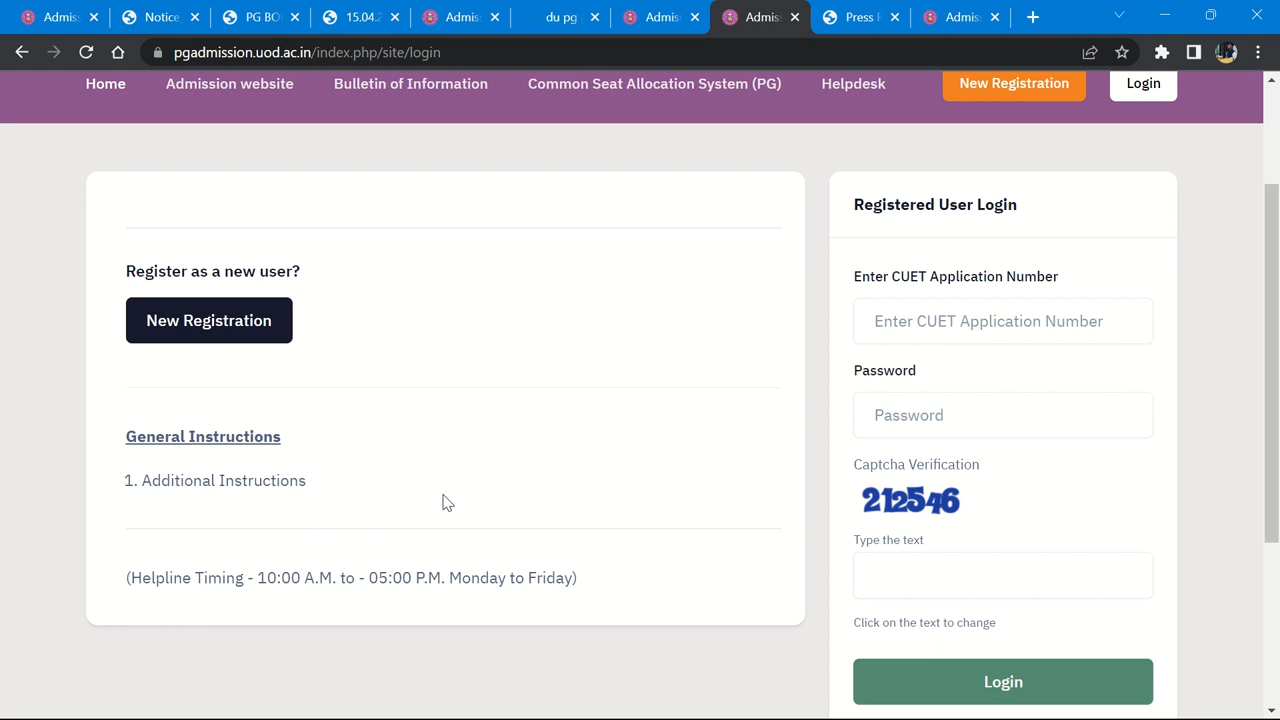 Admis
Notice
PG BO
15.04.2
Admis
du pg
Admis
Admis
Press R
Admis
pgadmission.uod.ac.in/index.php/site/login
Home
Admission website
Bulletin of Information
Common Seat Allocation System (PG)
Helpdesk
New Registration
Login
Register as a new user?
New Registration
General Instructions
1. Additional Instructions
(Helpline Timing - 10:00 A.M. to - 05:00 P.M. Monday to Friday)
Registered User Login
Enter CUET Application Number
Enter CUET Application Number
Password
Password
Captcha Verification
212546
Type the text
Click on the text to change
Login